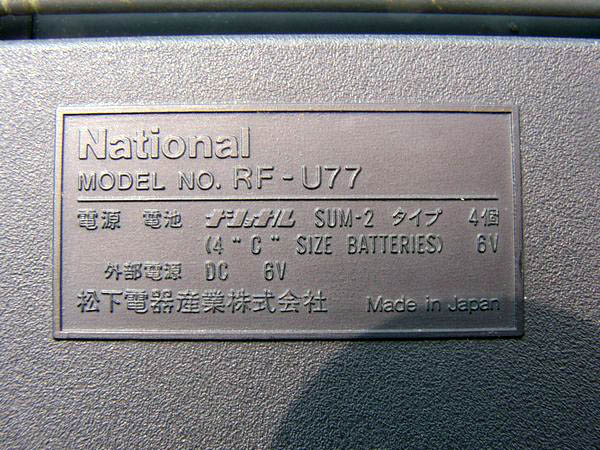 National
MODEL NO. RF-U77
電源 電池 ナショナル SUM-2 タイプ 4個
(4 "C" SIZE BATTERIES) 6V
外部電源 DC 6V
松下電器産業株式会社 Made in Japan